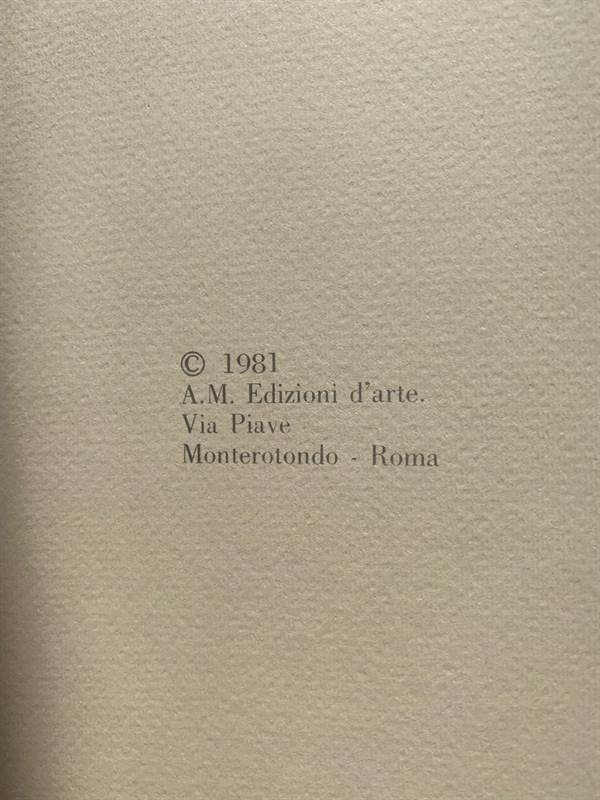 © 1981
A.M. Edizioni d'arte.
Via Piave
Monterotondo - Roma